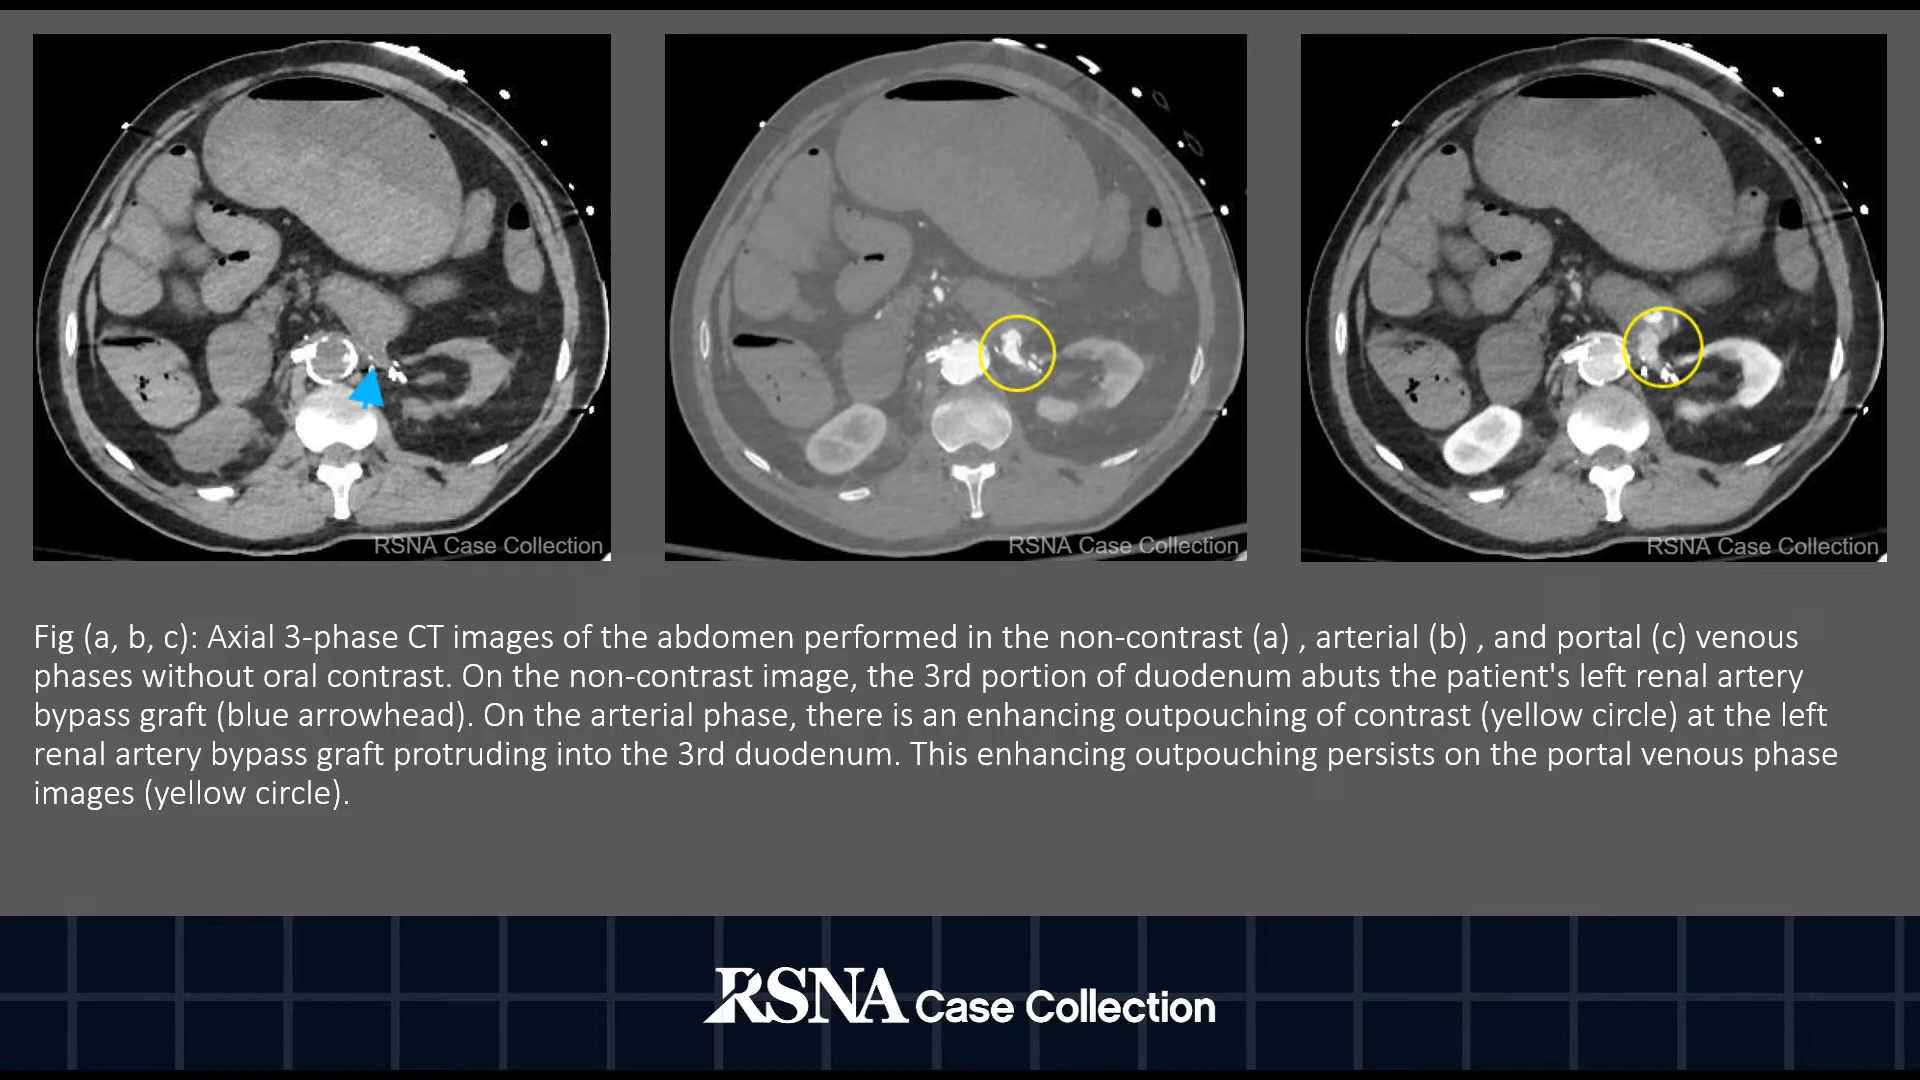 RSNA Case Collection
RSNA Case Collection
RSNA Case Collection
Fig (a, b, c): Axial 3-phase CT images of the abdomen performed in the non-contrast (a) , arterial (b) , and portal (c) venous
phases without oral contrast. On the non-contrast image, the 3rd portion of duodenum abuts the patient's left renal artery
bypass graft (blue arrowhead). On the arterial phase, there is an enhancing outpouching of contrast (yellow circle) at the left
renal artery bypass graft protruding into the 3rd duodenum. This enhancing outpouching persists on the portal venous phase
images (yellow circle).
RSNA Case Collection